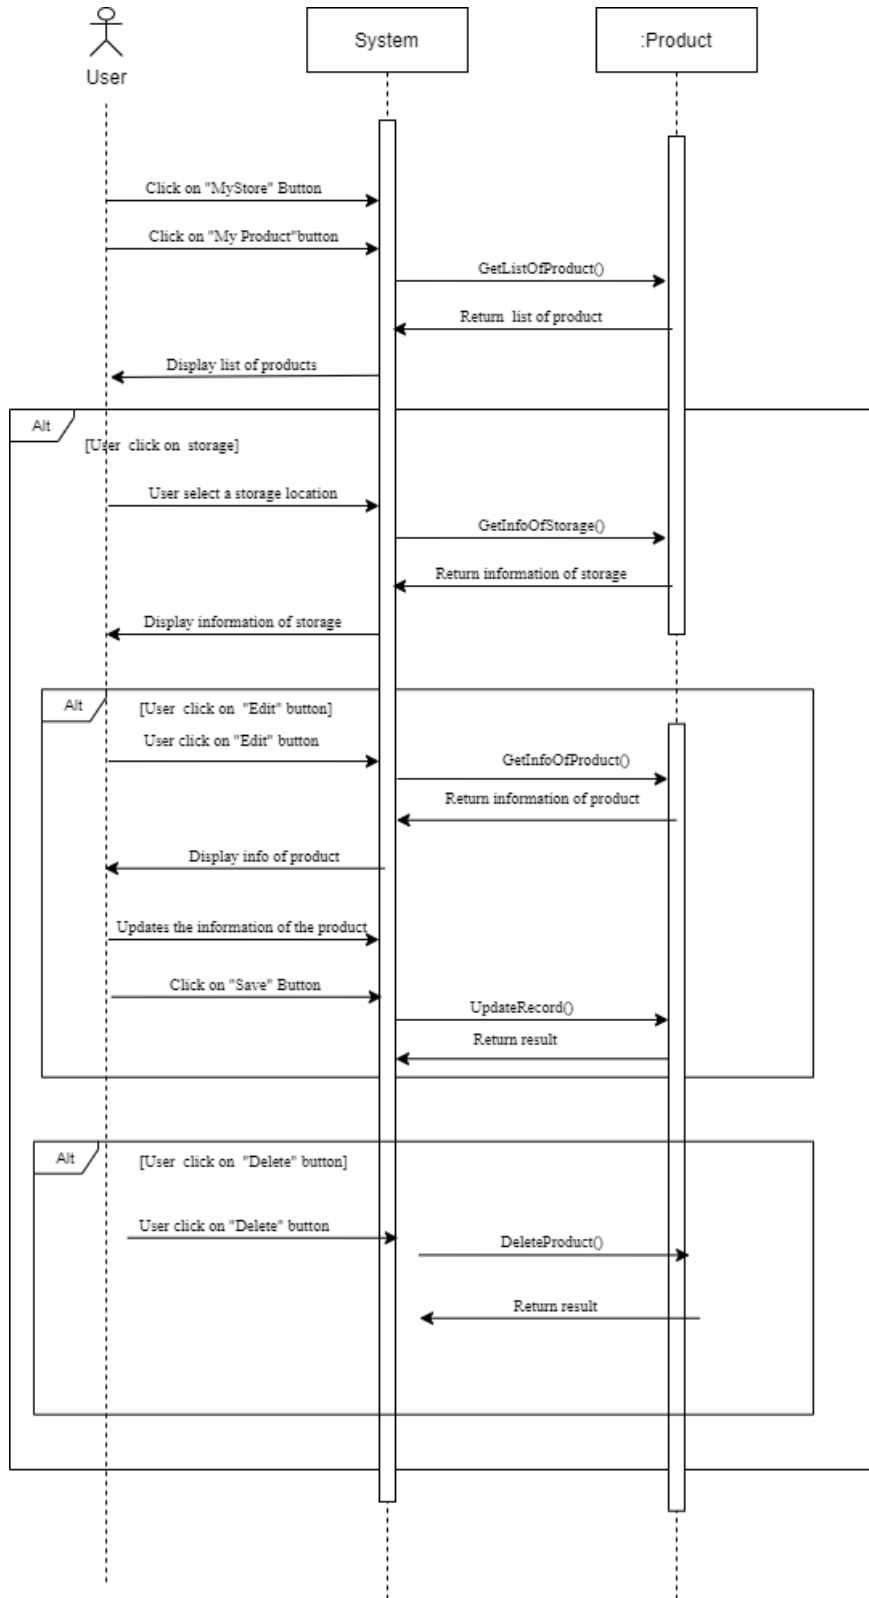 User
System
:Product
Click on "MyStore" Button
Click on "My Product"button
GetListOfProduct()
Return list of product
Display list of products
Alt
[User click on storage]
User select a storage location
GetInfoOfStorage()
Return information of storage
Display information of storage
Alt
[User click on "Edit" button]
User click on "Edit" button
GetInfoOfProduct()
Return information of product
Display info of product
Updates the information of the product
Click on "Save" Button
UpdateRecord()
Return result
Alt
[User click on "Delete" button]
User click on "Delete" button
DeleteProduct()
Return result